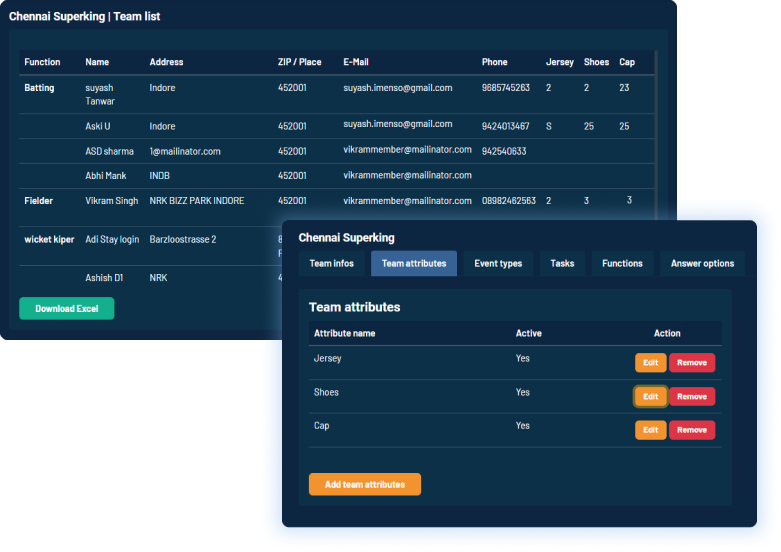 Chennai Superking | Team list
Function Name Address ZIP / Place E-Mail Phone Jersey Shoes Cap
Batting suyash Tanwar Indore 452001 suyash.imenso@gmail.com 9685745263 2 2 23
Aski U Indore 452001 suyash.imenso@gmail.com 9424013467 S 25 25
ASD sharma 1@mailinator.com 452001 vikrammember@mailinator.com 942540633
Abhi Mank INDB 452001 vikrammember@mailinator.com
Fielder Vikram Singh NRK BIZZ PARK INDORE 452001 vikrammember@mailinator.com 08982462563 2 3 3
wicket kiper Adi Stay login Barzloostrasse 2
Ashish D1 NRK
Download Excel
Chennai Superking
Team infos Team attributes Event types Tasks Functions Answer options
Team attributes
Attribute name Active Action
Jersey Yes Edit Remove
Shoes Yes Edit Remove
Cap Yes Edit Remove
Add team attributes